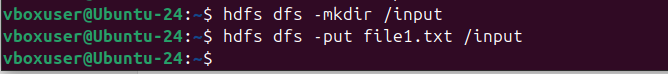 vboxuser@Ubuntu-24:~$ hdfs dfs -mkdir /input
vboxuser@Ubuntu-24:~$ hdfs dfs -put file1.txt /input
vboxuser@Ubuntu-24:~$